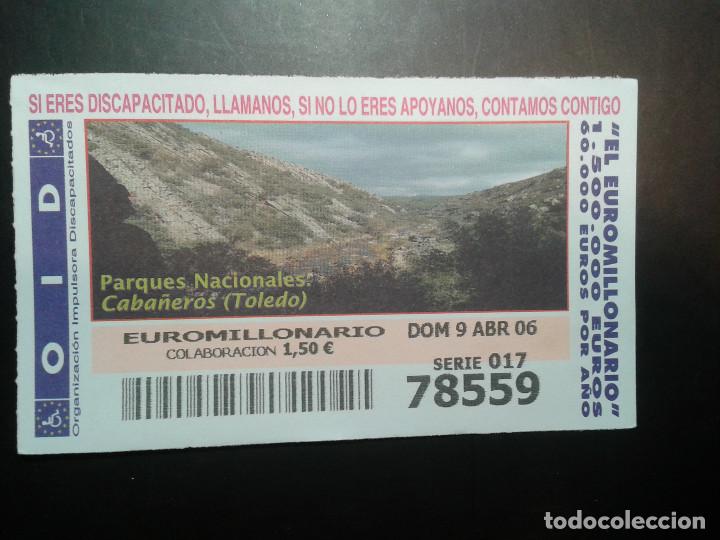 SI ERES DISCAPACITADO, LLAMANOS, SI NO LO ERES APOYANOS, CONTAMOS CONTIGO
OID
Organización Impulsora Discapacitados
Parques Nacionales:
Cabañeros (Toledo)
EUROMILLONARIO
COLABORACION 1,50 €
DOM 9 ABR 06
SERIE 017
78559
"EL EUROMILLONARIO"
1.500.000 EUROS
60.000 EUROS POR AÑO
todocoleccion